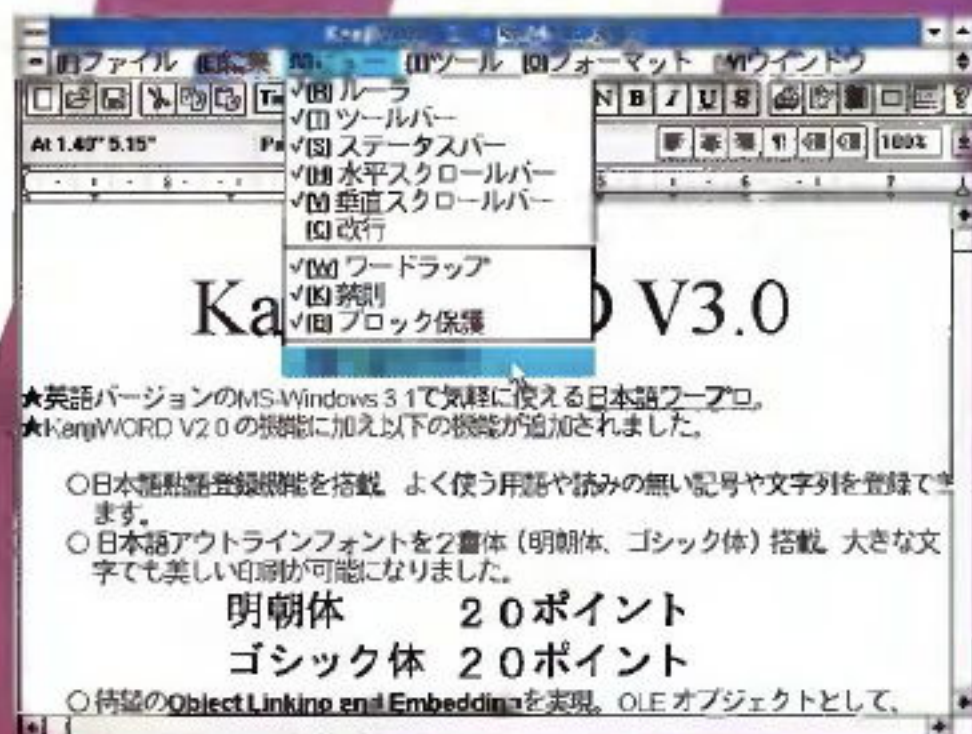 [F]ファイル [E]編集 ビュー [T]ツール [O]フォーマット [W]ウインドウ
N B I U S
At 1.40" 5.15"
100%
√[R] ルーラ
√[T] ツールバー
√[S] ステータスバー
√[H] 水平スクロールバー
√[V] 垂直スクロールバー
[C] 改行
√[W] ワードラップ
√[K] 禁則
√[B] ブロック保護
V3.0
★英語バージョンのMS-Windows 3.1で気軽に使える日本語ワープロ。
★KanjiWORD V2.0の機能に加え以下の機能が追加されました。
○日本語熟語登録機能を搭載。よく使う用語や読みの無い記号や文字列を登録でき
ます。
○日本語アウトラインフォントを2書体(明朝体、ゴシック体)搭載。大きな文
字でも美しい印刷が可能になりました。
明朝体 20ポイント
ゴシック体 20ポイント
○待望のObject Linking and Embeddingを実現。OLE オブジェクトとして、